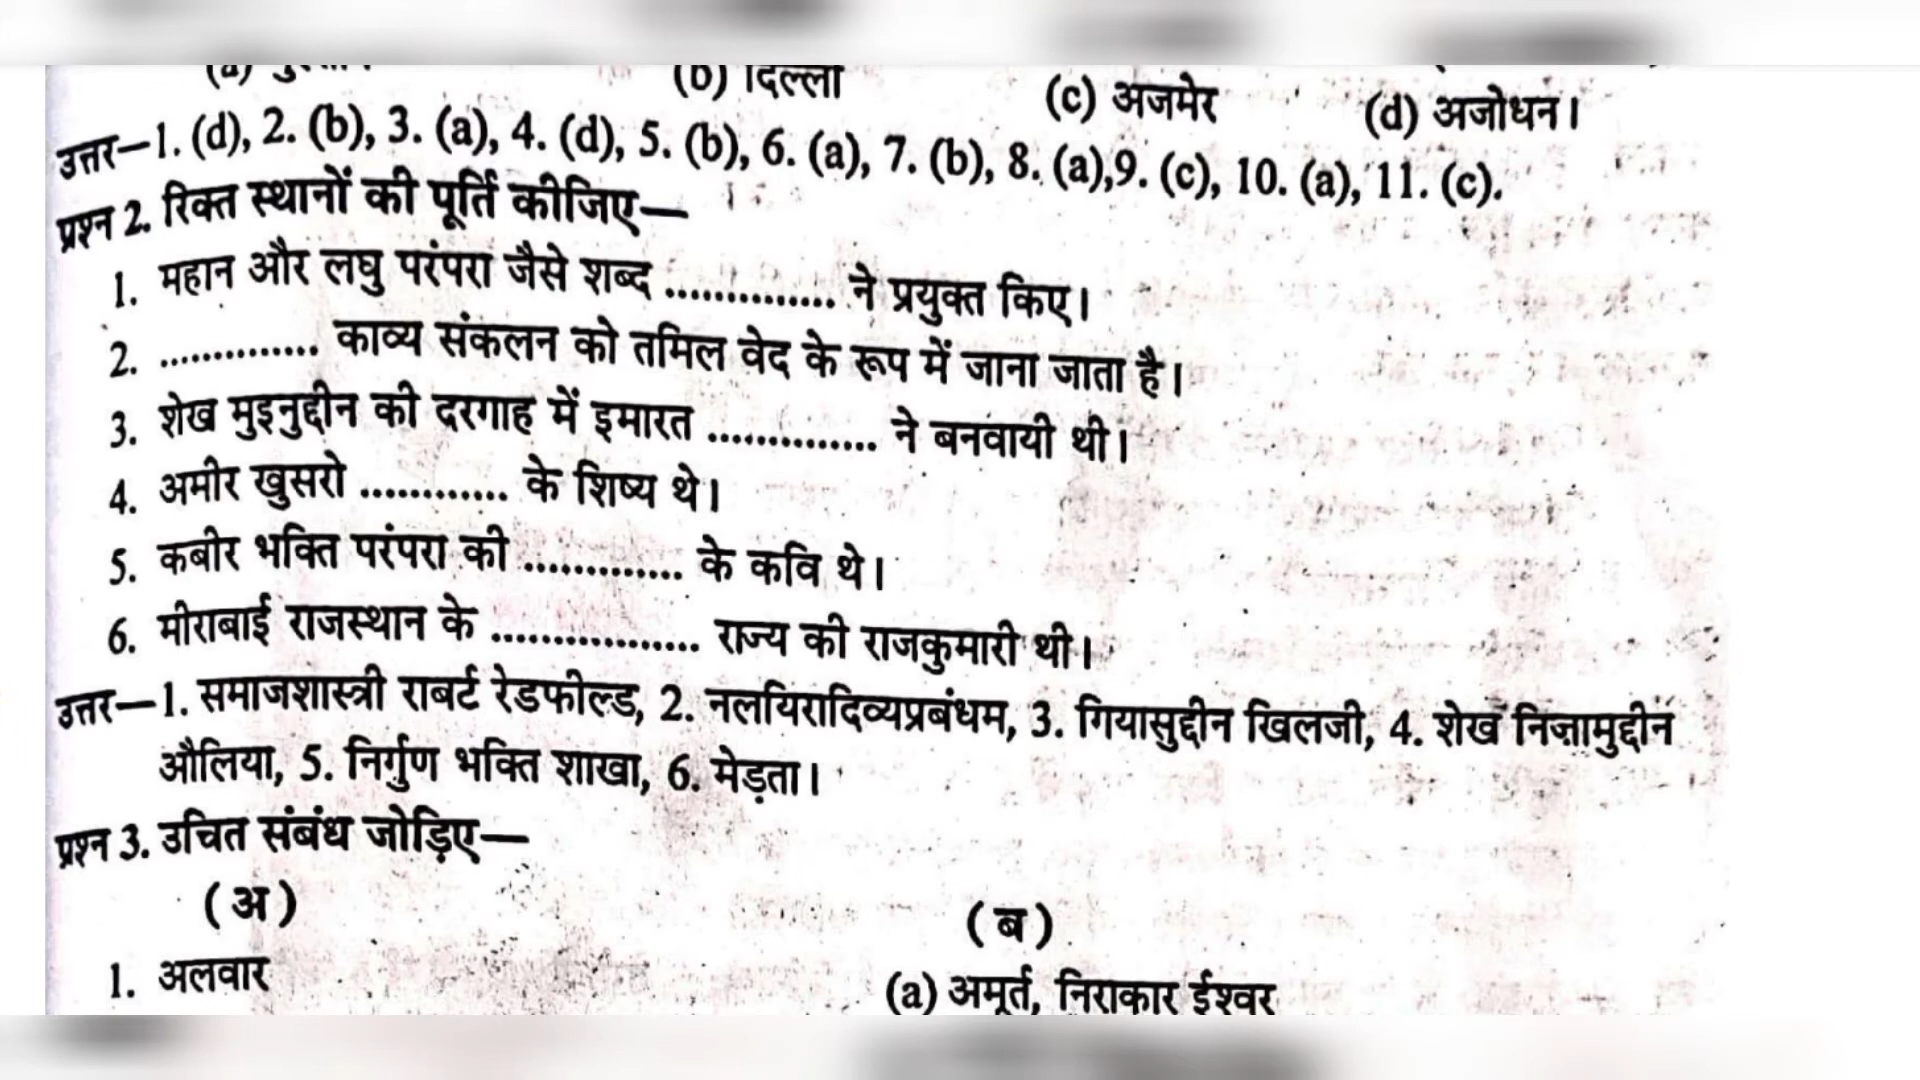 (b) दिल्ली (c) अजमेर (d) अजोधन।
उत्तर—1. (d), 2. (b), 3. (a), 4. (d), 5. (b), 6. (a), 7. (b), 8. (a),9. (c), 10. (a), 11. (c).
प्रश्न 2. रिक्त स्थानों की पूर्ति कीजिए—
1. महान और लघु परंपरा जैसे शब्द .............. ने प्रयुक्त किए।
2. ............. काव्य संकलन को तमिल वेद के रूप में जाना जाता है।
3. शेख मुइनुद्दीन की दरगाह में इमारत .............. ने बनवायी थी।
4. अमीर खुसरो ............ के शिष्य थे।
5. कबीर भक्ति परंपरा की ............. के कवि थे।
6. मीराबाई राजस्थान के ................. राज्य की राजकुमारी थी।
उत्तर—1. समाजशास्त्री राबर्ट रेडफील्ड, 2. नलयिरादिव्यप्रबंधम, 3. गियासुद्दीन खिलजी, 4. शेख निज़ामुद्दीन
औलिया, 5. निर्गुण भक्ति शाखा, 6. मेड़ता।
प्रश्न 3. उचित संबंध जोड़िए—
(अ) (ब)
1. अलवार (a) अमूर्त, निराकार ईश्वर